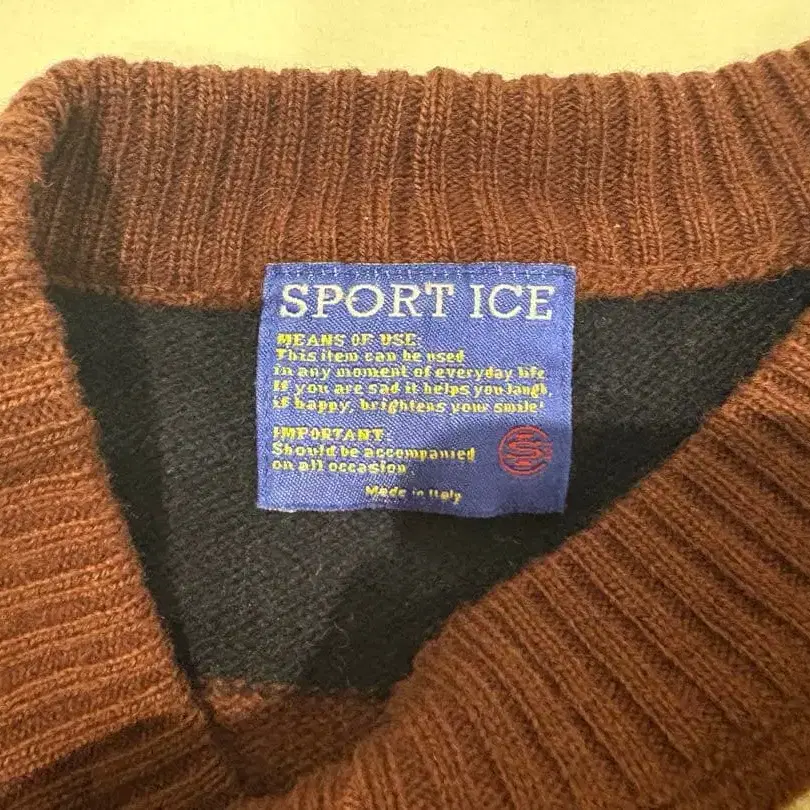 SPORT ICE
MEANS OF USE:
This item can be used
in any moment of everyday life
If you are sad it helps you laugh,
if happy, brightens your smile!
IMPORTANT:
Should be accompanied
on all occasion.
Made in Italy